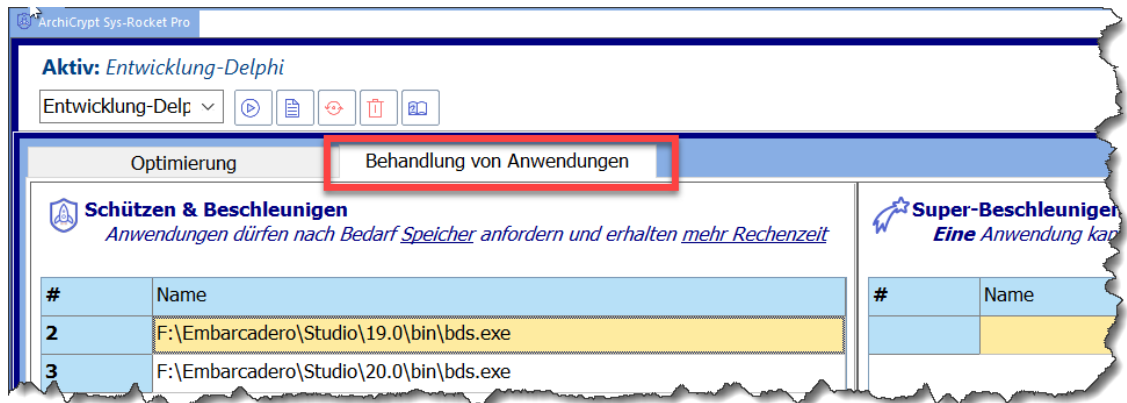 ArchiCrypt Sys-Rocket Pro
Aktiv: Entwicklung-Delphi
Entwicklung-Delp
Optimierung
Behandlung von Anwendungen
Schützen & Beschleunigen
Anwendungen dürfen nach Bedarf Speicher anfordern und erhalten mehr Rechenzeit
# Name
2 F:\Embarcadero\Studio\19.0\bin\bds.exe
3 F:\Embarcadero\Studio\20.0\bin\bds.exe
Super-Beschleuniger
Eine Anwendung kan
# Name